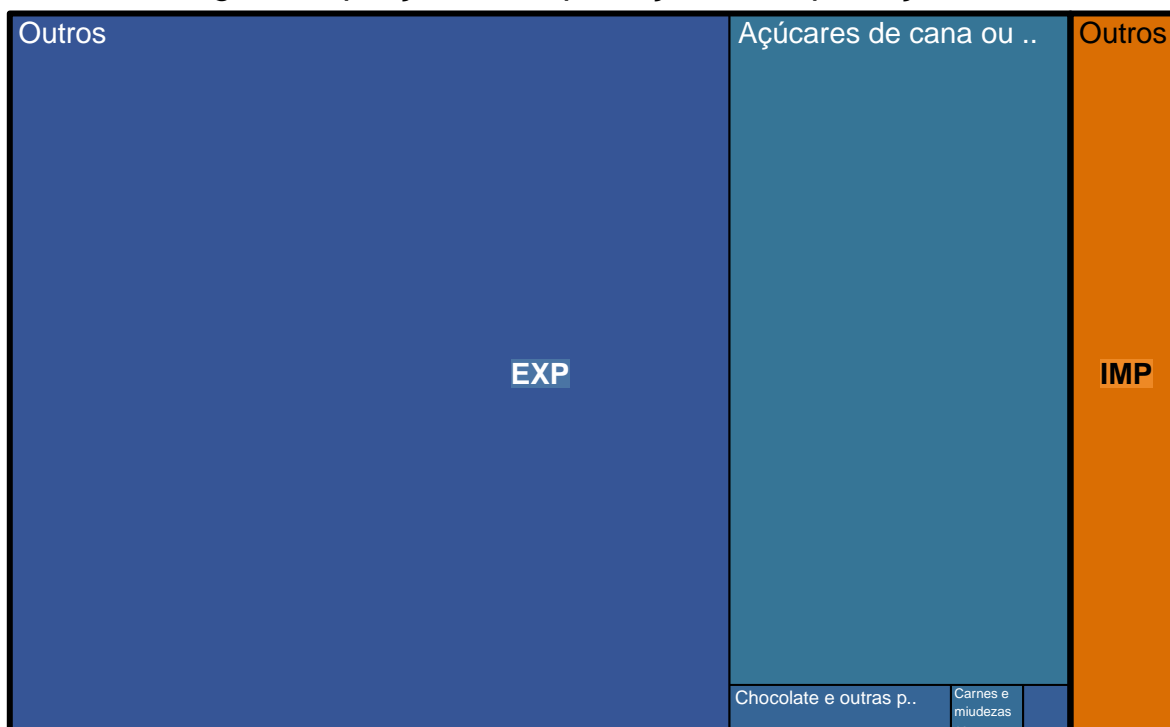 Outros
Açúcares de cana ou ..
Outros
EXP
IMP
Chocolate e outras p..
Carnes e
miudezas